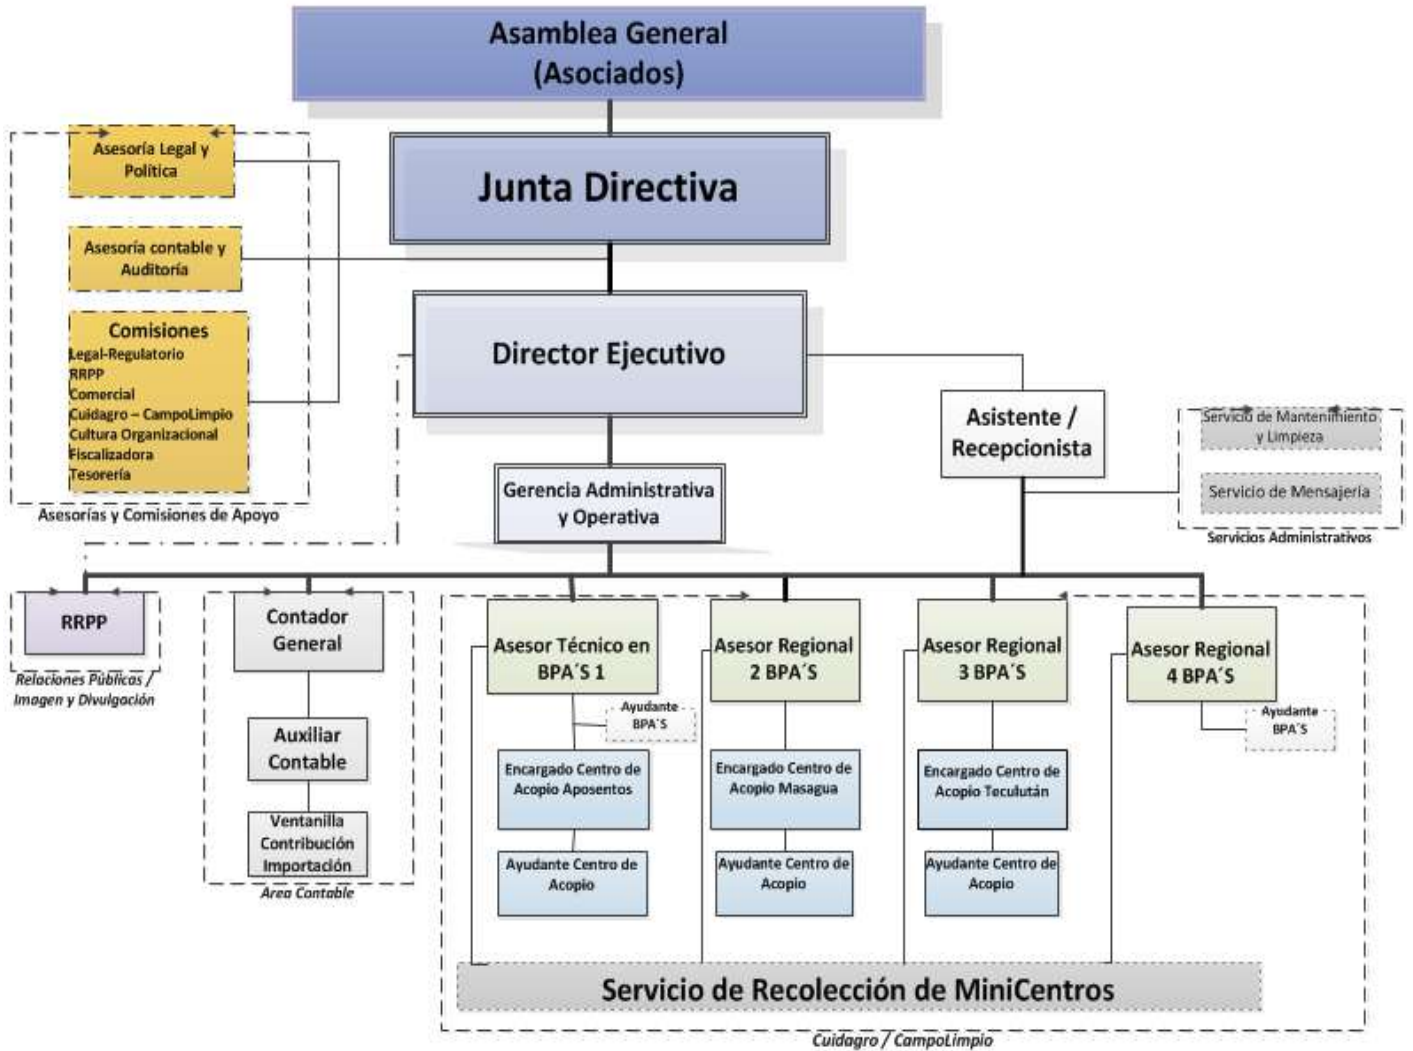 Asamblea General
(Asociados)
Junta Directiva
Asesoría Legal y
Política
Asesoría contable y
Auditoría
Comisiones
Legal-Regulatorio
RRPP
Comercial
Cuidagro – CampoLimpio
Cultura Organizacional
Fiscalizadora
Tesorería
Asesorías y Comisiones de Apoyo
Director Ejecutivo
Asistente /
Recepcionista
Servicio de Mantenimiento
y Limpieza
Servicio de Mensajería
Servicios Administrativos
Gerencia Administrativa
y Operativa
RRPP
Relaciones Públicas /
Imagen y Divulgación
Contador
General
Auxiliar
Contable
Ventanilla
Contribución
Importación
Area Contable
Asesor Técnico en
BPA´S 1
Ayudante
BPA´S
Encargado Centro de
Acopio Aposentos
Ayudante Centro de
Acopio
Asesor Regional
2 BPA´S
Encargado Centro de
Acopio Masagua
Ayudante Centro de
Acopio
Asesor Regional
3 BPA´S
Encargado Centro de
Acopio Teculután
Ayudante Centro de
Acopio
Asesor Regional
4 BPA´S
Ayudante
BPA´S
Servicio de Recolección de MiniCentros
Cuidagro / CampoLimpio